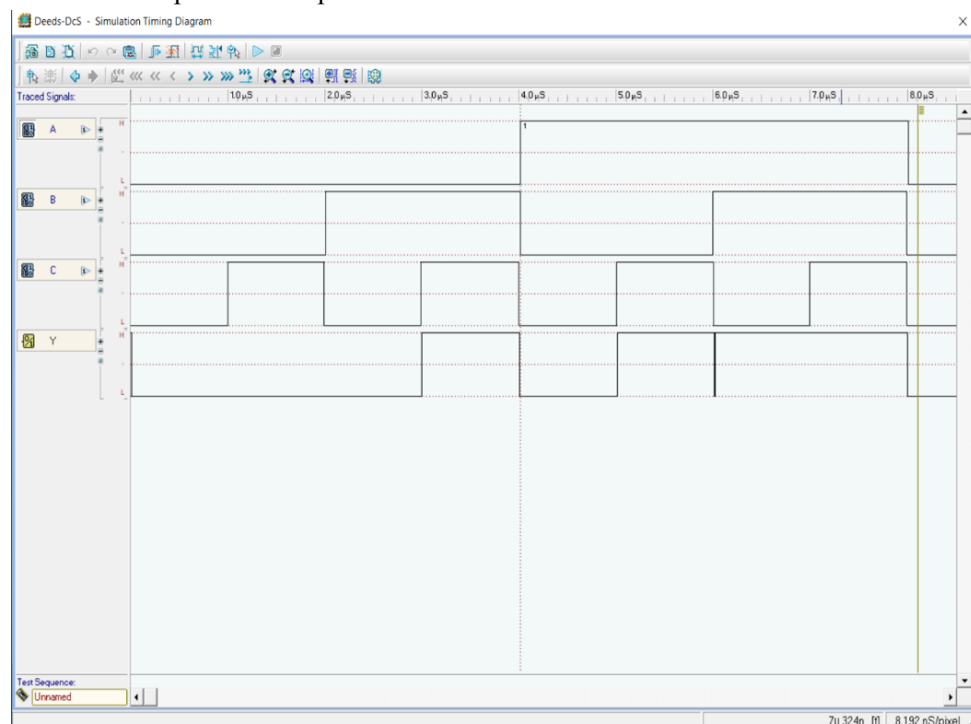 Deeds-DcS - Simulation Timing Diagram
Traced Signals:
1.0µS 2.0µS 3.0µS 4.0µS 5.0µS 6.0µS 7.0µS 8.0µS
A H - L
1
B H - L
C H - L
Y H - L
Test Sequence:
Unnamed
7u 324n [f] 8.192 nS/pixel